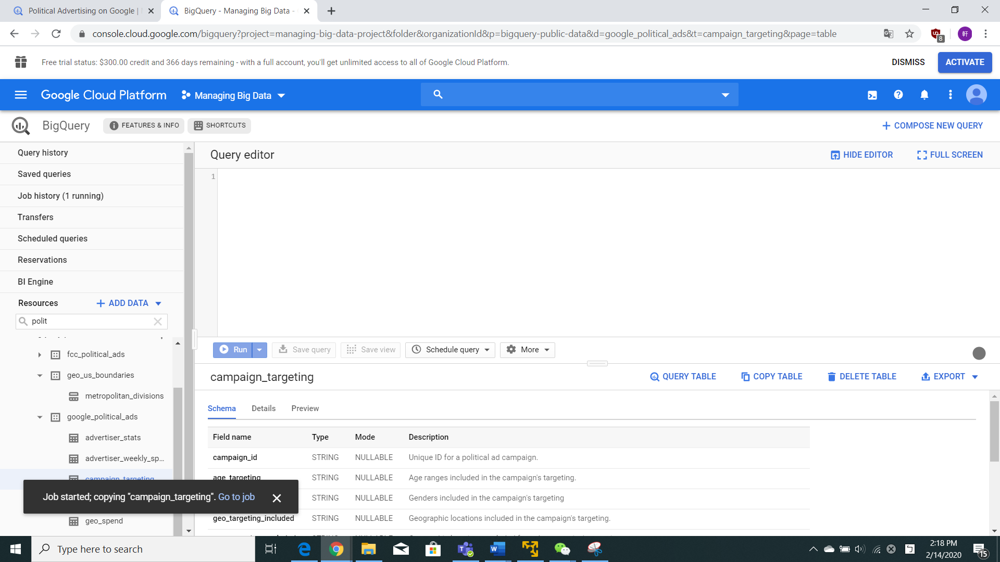 Political Advertising on Google |
BigQuery - Managing Big Data -
console.cloud.google.com/bigquery?project=managing-big-data-project&folder&organizationId&p=bigquery-public-data&d=google_political_ads&t=campaign_targeting&page=table
8
軒
Free trial status: $300.00 credit and 366 days remaining - with a full account, you'll get unlimited access to all of Google Cloud Platform.
DISMISS
ACTIVATE
Google Cloud Platform
Managing Big Data
BigQuery
FEATURES & INFO
SHORTCUTS
COMPOSE NEW QUERY
Query history
Saved queries
Job history (1 running)
Transfers
Scheduled queries
Reservations
BI Engine
Resources
ADD DATA
polit
fcc_political_ads
geo_us_boundaries
metropolitan_divisions
google_political_ads
advertiser_stats
advertiser_weekly_sp...
campaign_targeting
geo_spend
Query editor
HIDE EDITOR
FULL SCREEN
1
Run
Save query
Save view
Schedule query
More
campaign_targeting
QUERY TABLE
COPY TABLE
DELETE TABLE
EXPORT
Schema
Details
Preview
Field name Type Mode Description
campaign_id STRING NULLABLE Unique ID for a political ad campaign.
age_targeting STRING NULLABLE Age ranges included in the campaign's targeting.
STRING NULLABLE Genders included in the campaign's targeting
geo_targeting_included STRING NULLABLE Geographic locations included in the campaign's targeting.
Job started; copying "campaign_targeting". Go to job
Type here to search
2:18 PM
2/14/2020
15